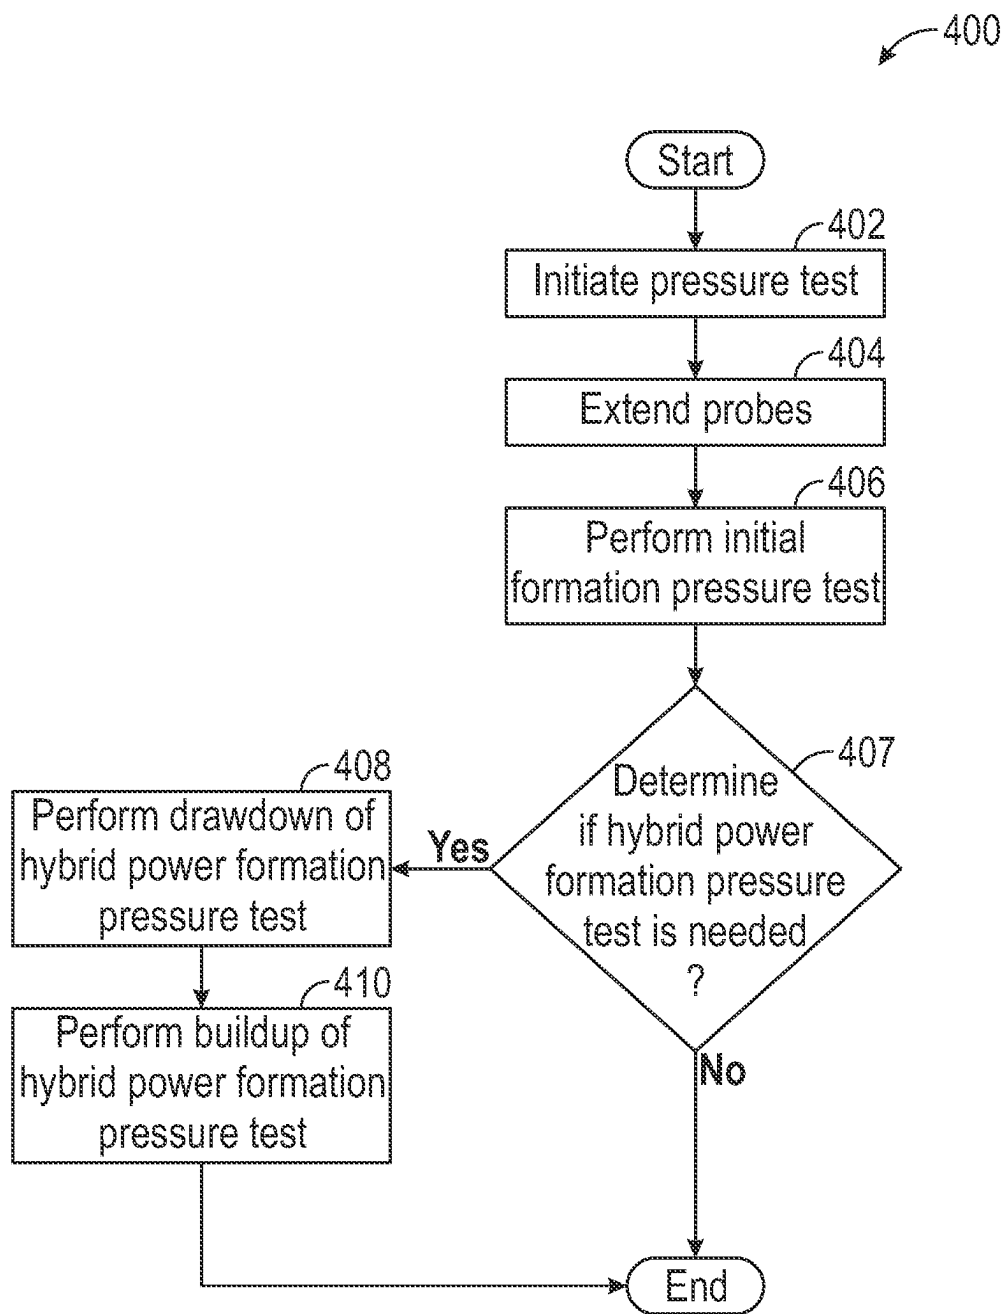 400
Start
402
Initiate pressure test
404
Extend probes
406
Perform initial
formation pressure test
407
Determine
if hybrid power
formation pressure
test is needed
?
Yes
408
Perform drawdown of
hybrid power formation
pressure test
410
Perform buildup of
hybrid power formation
pressure test
No
End